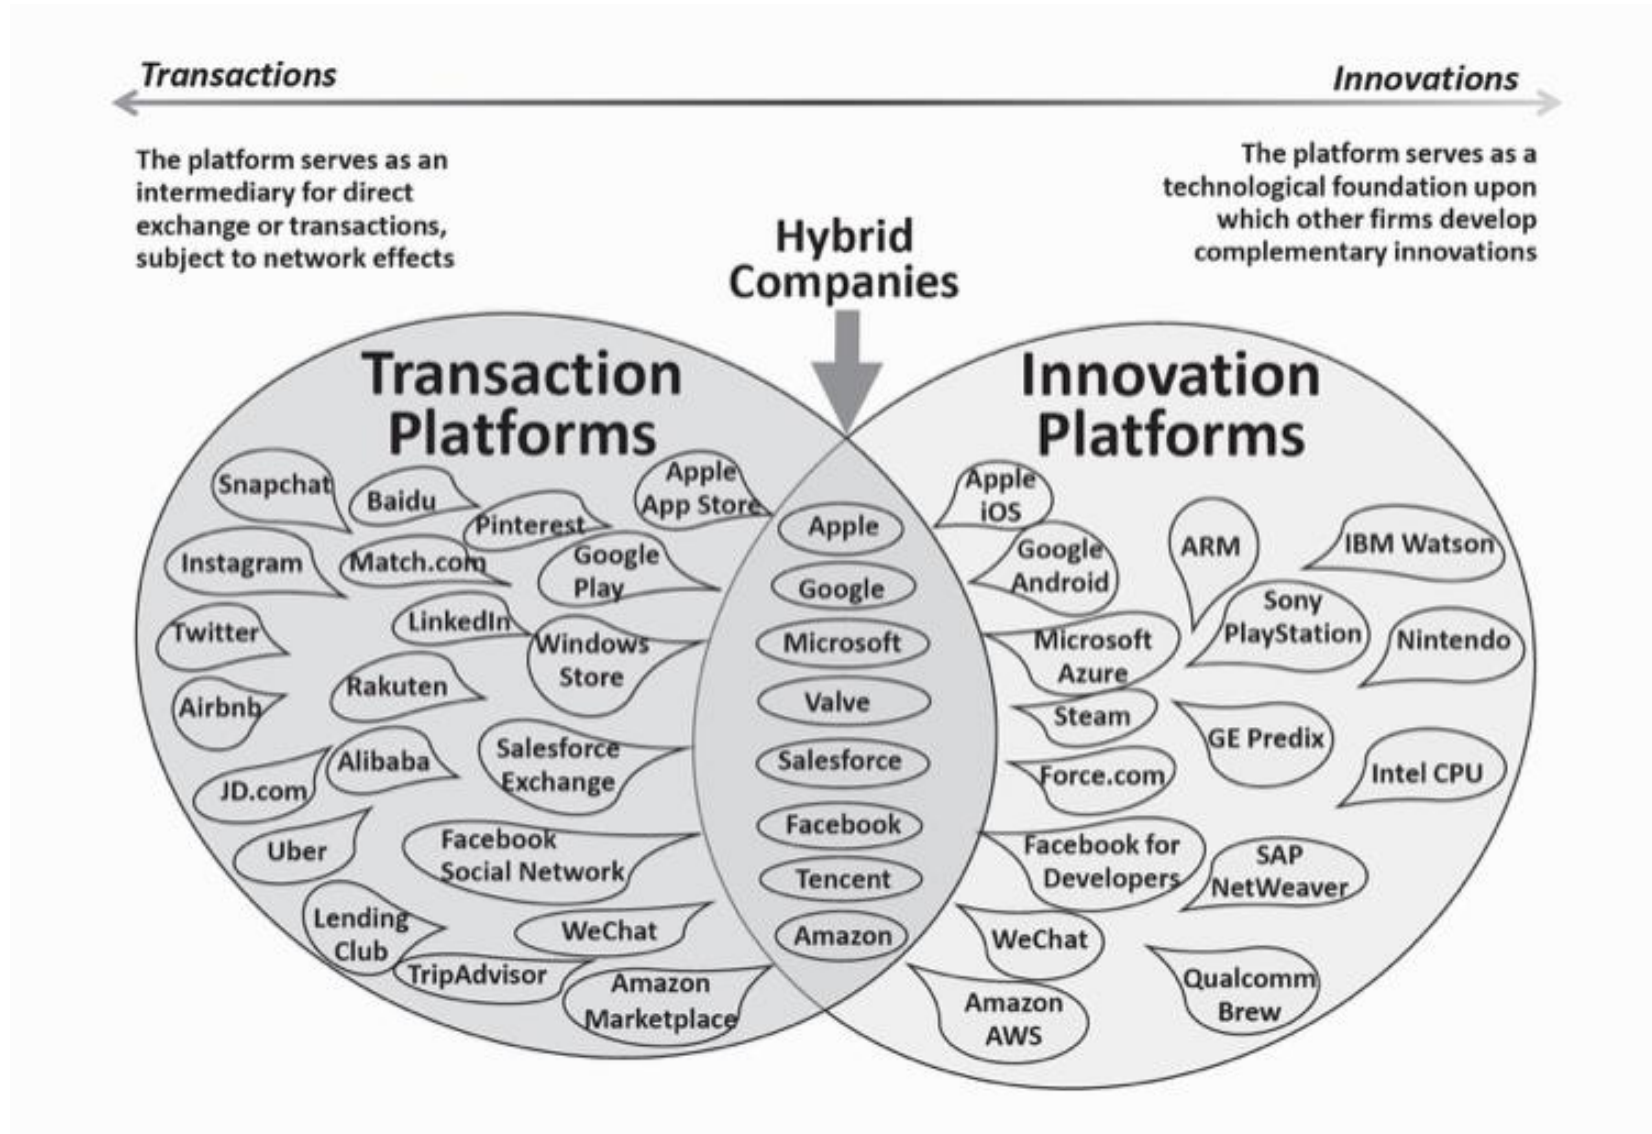 Transactions
Innovations
The platform serves as an
intermediary for direct
exchange or transactions,
subject to network effects
The platform serves as a
technological foundation upon
which other firms develop
complementary innovations
Hybrid
Companies
Transaction
Platforms
Innovation
Platforms
Snapchat
Baidu
Pinterest
Apple
App Store
Instagram
Match.com
Google
Play
Twitter
LinkedIn
Windows
Store
Airbnb
Rakuten
JD.com
Alibaba
Salesforce
Exchange
Uber
Facebook
Social Network
Lending
Club
WeChat
TripAdvisor
Amazon
Marketplace
Apple
Google
Microsoft
Valve
Salesforce
Facebook
Tencent
Amazon
Apple
iOS
Google
Android
ARM
IBM Watson
Microsoft
Azure
Sony
PlayStation
Nintendo
Steam
GE Predix
Force.com
Intel CPU
Facebook for
Developers
SAP
NetWeaver
WeChat
Qualcomm
Brew
Amazon
AWS